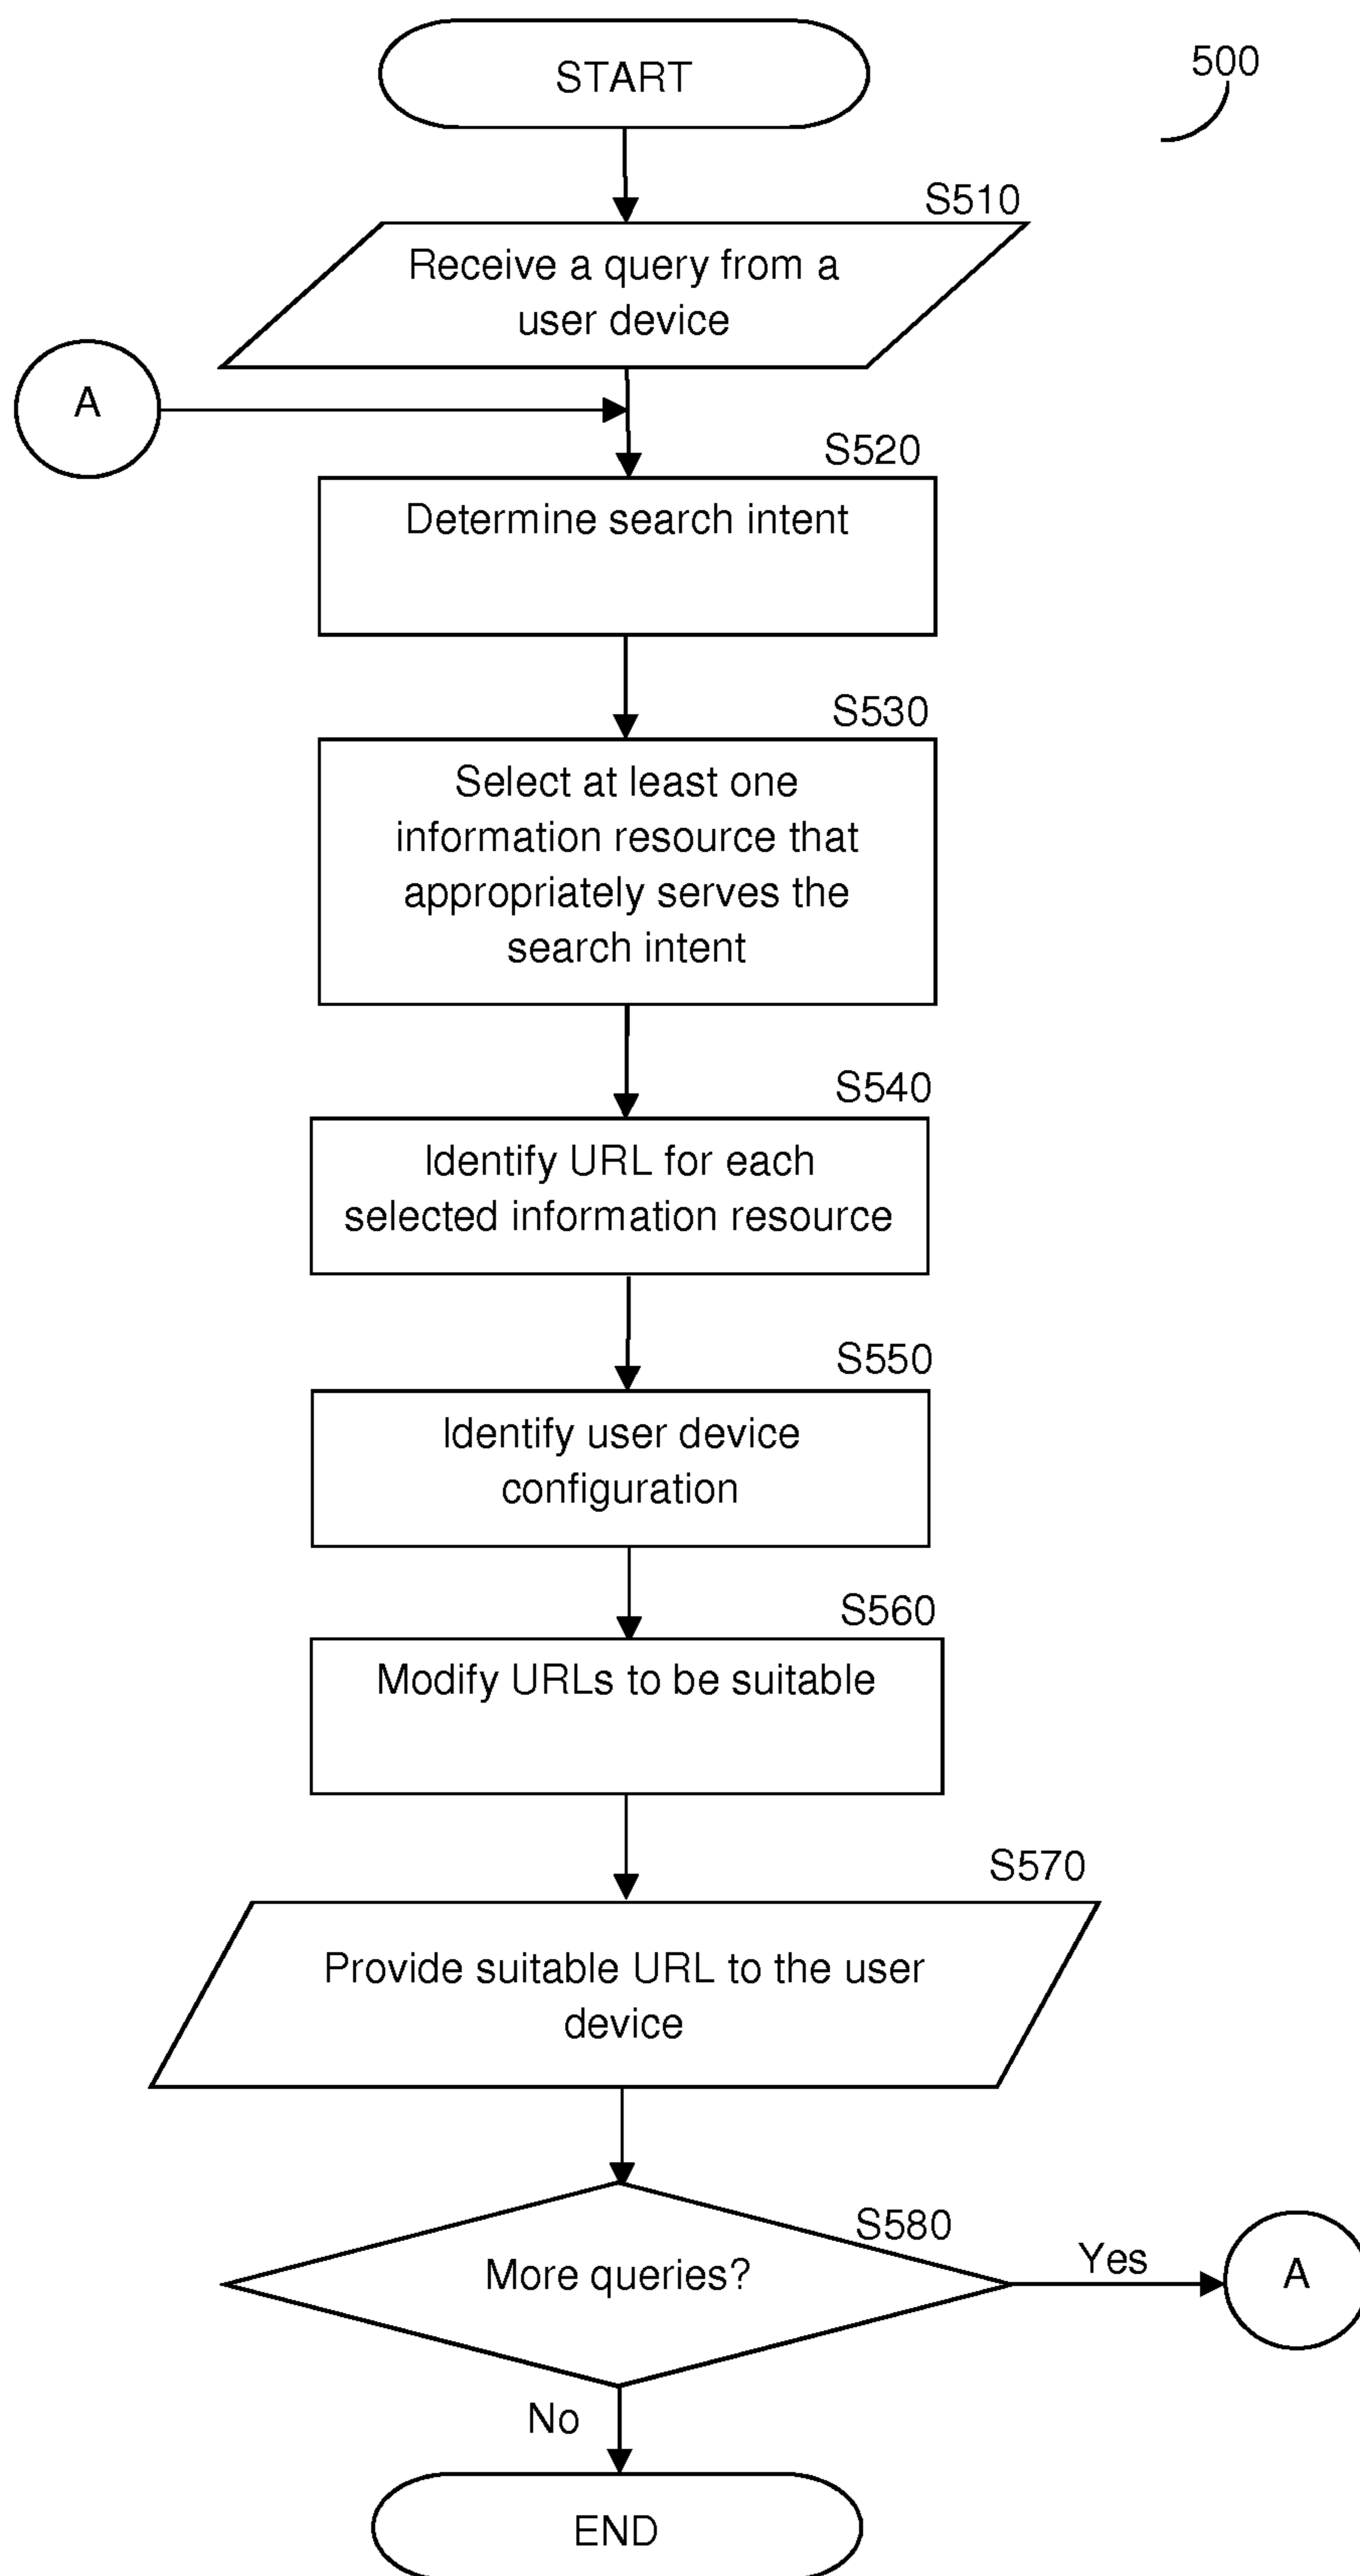 START
500
S510
Receive a query from a
user device
A
S520
Determine search intent
S530
Select at least one
information resource that
appropriately serves the
search intent
S540
Identify URL for each
selected information resource
S550
Identify user device
configuration
S560
Modify URLs to be suitable
S570
Provide suitable URL to the user
device
S580
More queries?
Yes
A
No
END